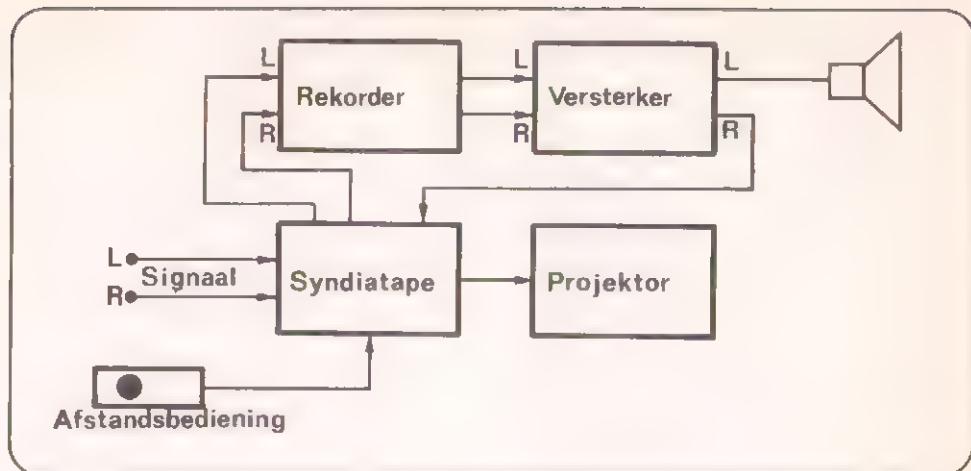 L
R
Rekorder
L
R
Versterker
L
R
L
Signaal
R
Syndiatape
Projektor
Afstandsbediening